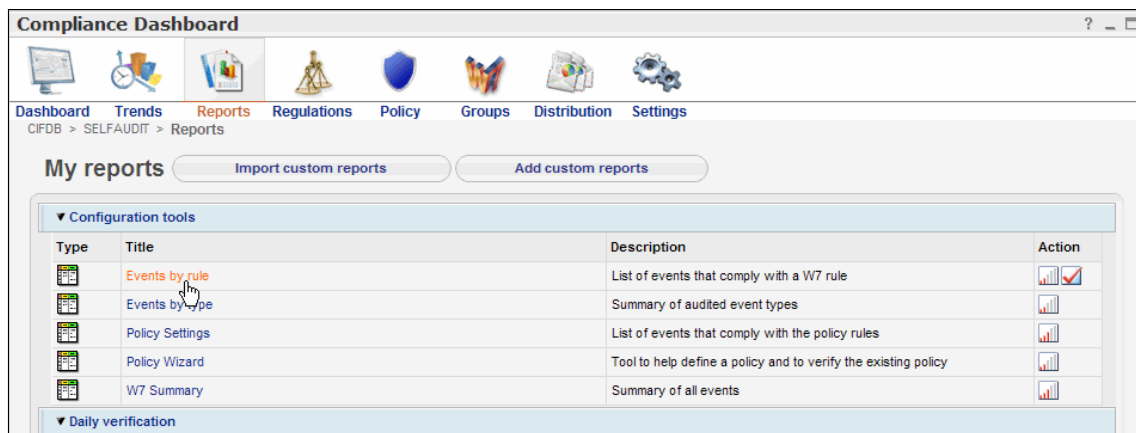 Compliance Dashboard ? _
Dashboard Trends Reports Regulations Policy Groups Distribution Settings
CIFDB > SELFAUDIT > Reports
My reports Import custom reports Add custom reports
▼ Configuration tools
Type Title Description Action
Events by rule List of events that comply with a W7 rule
Events by type Summary of audited event types
Policy Settings List of events that comply with the policy rules
Policy Wizard Tool to help define a policy and to verify the existing policy
W7 Summary Summary of all events
▼ Daily verification